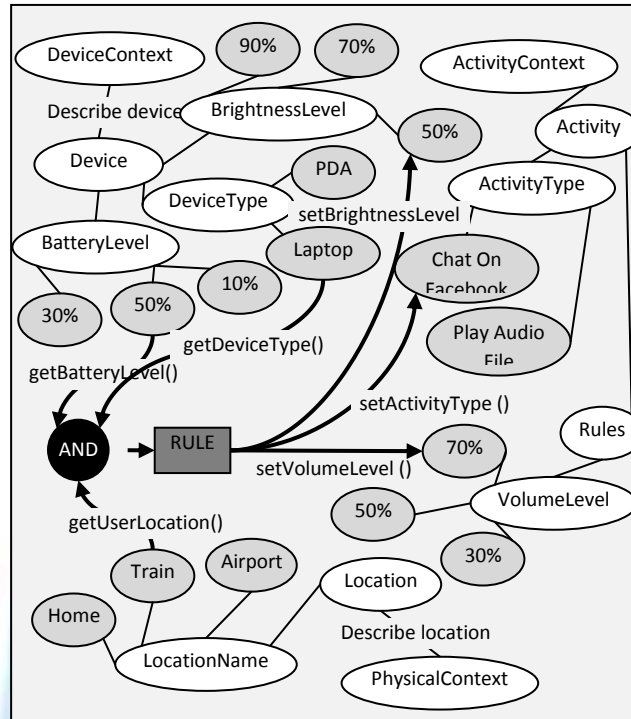 DeviceContext
90%
70%
ActivityContext
Describe device
BrightnessLevel
50%
Activity
Device
PDA
DeviceType
ActivityType
setBrightnessLevel
BatteryLevel
Laptop
Chat On
Facebook
10%
30%
50%
Play Audio
File
getDeviceType()
getBatteryLevel()
setActivityType ()
AND
RULE
70%
Rules
setVolumeLevel ()
VolumeLevel
50%
getUserLocation()
30%
Airport
Train
Location
Home
Describe location
LocationName
PhysicalContext